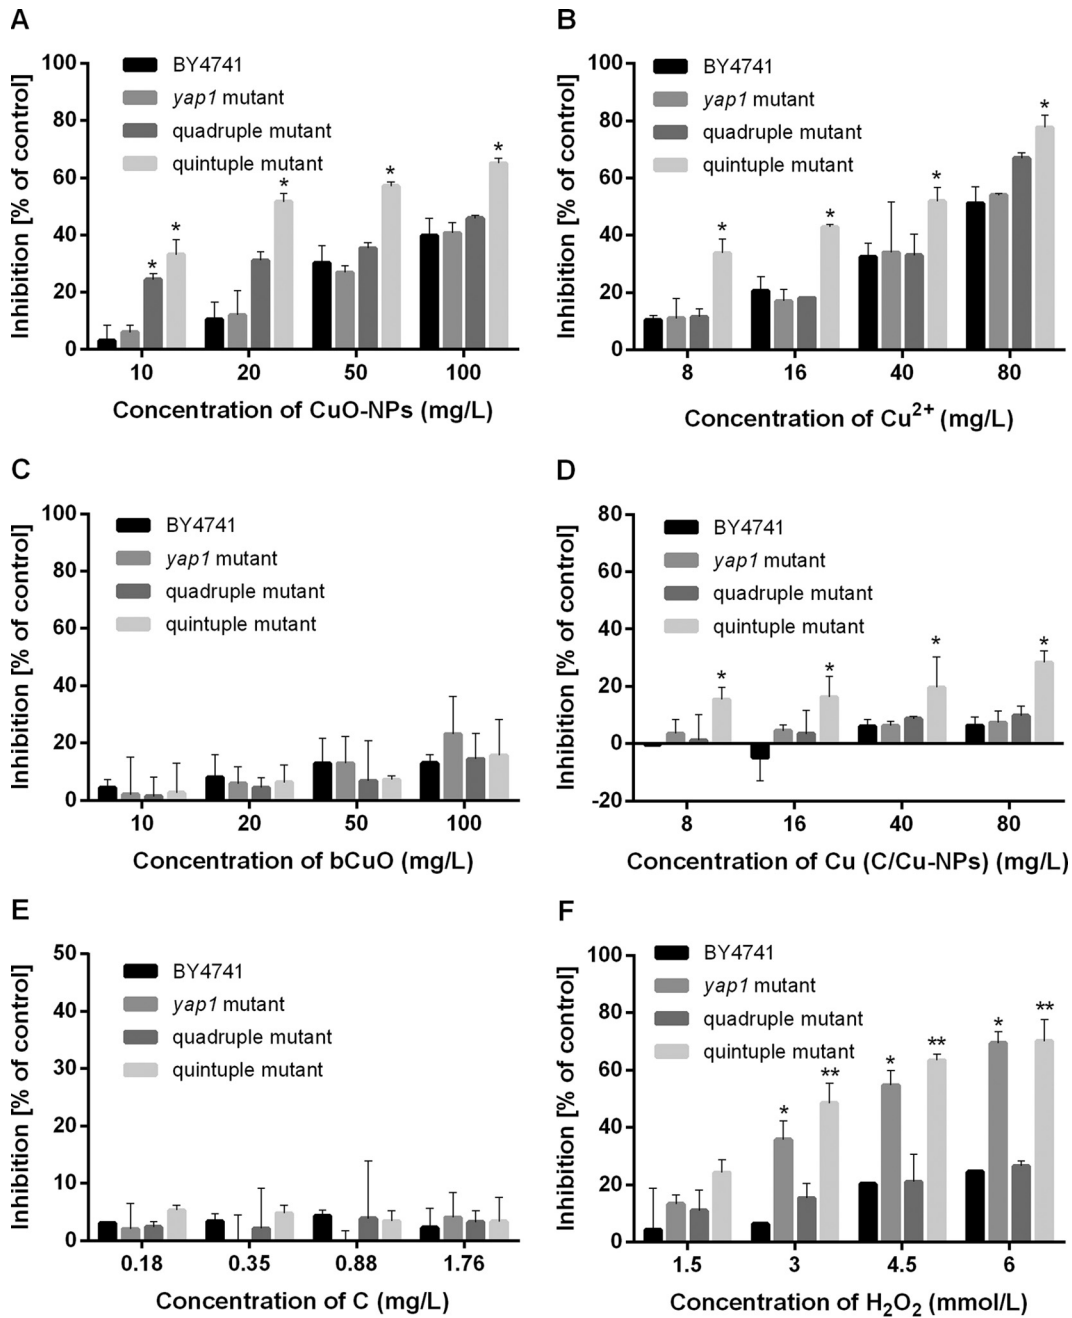 A
Inhibition [% of control]
100
80
60
40
20
0
BY4741
yap1 mutant
quadruple mutant
quintuple mutant
*
*
*
*
*
10
20
50
100
Concentration of CuO-NPs (mg/L)
B
Inhibition [% of control]
100
80
60
40
20
0
BY4741
yap1 mutant
quadruple mutant
quintuple mutant
*
*
*
*
8
16
40
80
Concentration of Cu2+ (mg/L)
C
Inhibition [% of control]
100
80
60
40
20
0
BY4741
yap1 mutant
quadruple mutant
quintuple mutant
10
20
50
100
Concentration of bCuO (mg/L)
D
Inhibition [% of control]
80
60
40
20
0
-20
BY4741
yap1 mutant
quadruple mutant
quintuple mutant
*
*
*
*
8
16
40
80
Concentration of Cu (C/Cu-NPs) (mg/L)
E
Inhibition [% of control]
50
40
30
20
10
0
BY4741
yap1 mutant
quadruple mutant
quintuple mutant
0.18
0.35
0.88
1.76
Concentration of C (mg/L)
F
Inhibition [% of control]
100
80
60
40
20
0
BY4741
yap1 mutant
quadruple mutant
quintuple mutant
*
**
*
**
*
**
1.5
3
4.5
6
Concentration of H2O2 (mmol/L)